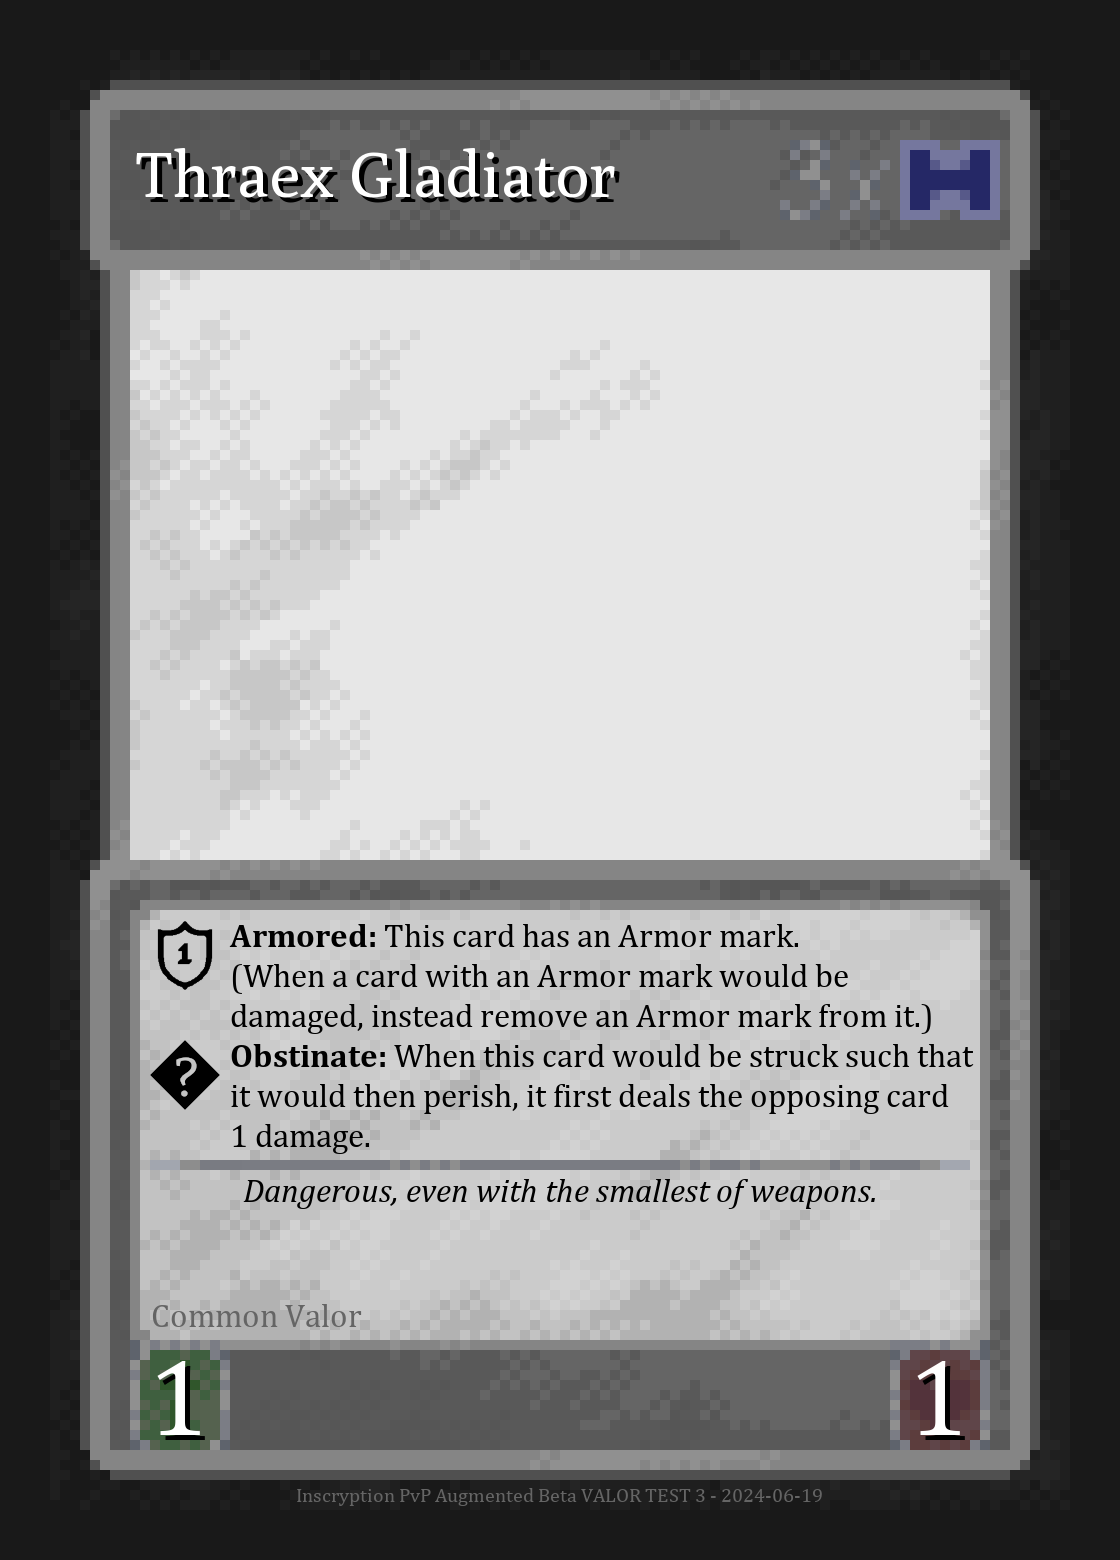 Thraex Gladiator 3x
1 Armored: This card has an Armor mark.
(When a card with an Armor mark would be
damaged, instead remove an Armor mark from it.)
? Obstinate: When this card would be struck such that
it would then perish, it first deals the opposing card
1 damage.
Dangerous, even with the smallest of weapons.
Common Valor
1 1
Inscryption PvP Augmented Beta VALOR TEST 3 - 2024-06-19